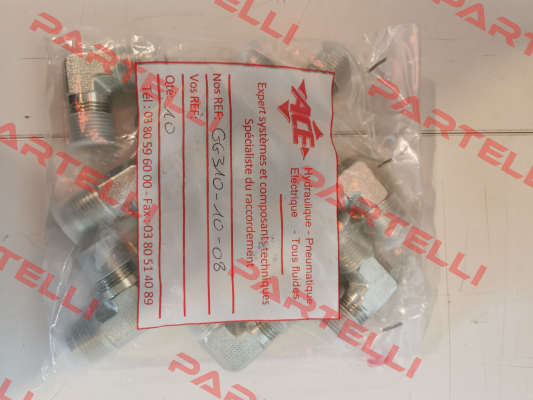 ACE
Hydraulique - Pneumatique
Electrique - Tous fluides
Expert systèmes et composants techniques
Spécialiste du raccordement
Nos REF: GG310-10-08
Vos REF:
Qté: 10
Tél : 03 80 59 60 00 - Fax : 03 80 51 40 89
PARTELLI
PARTELLI
PARTELLI
PARTELLI
PARTELLI